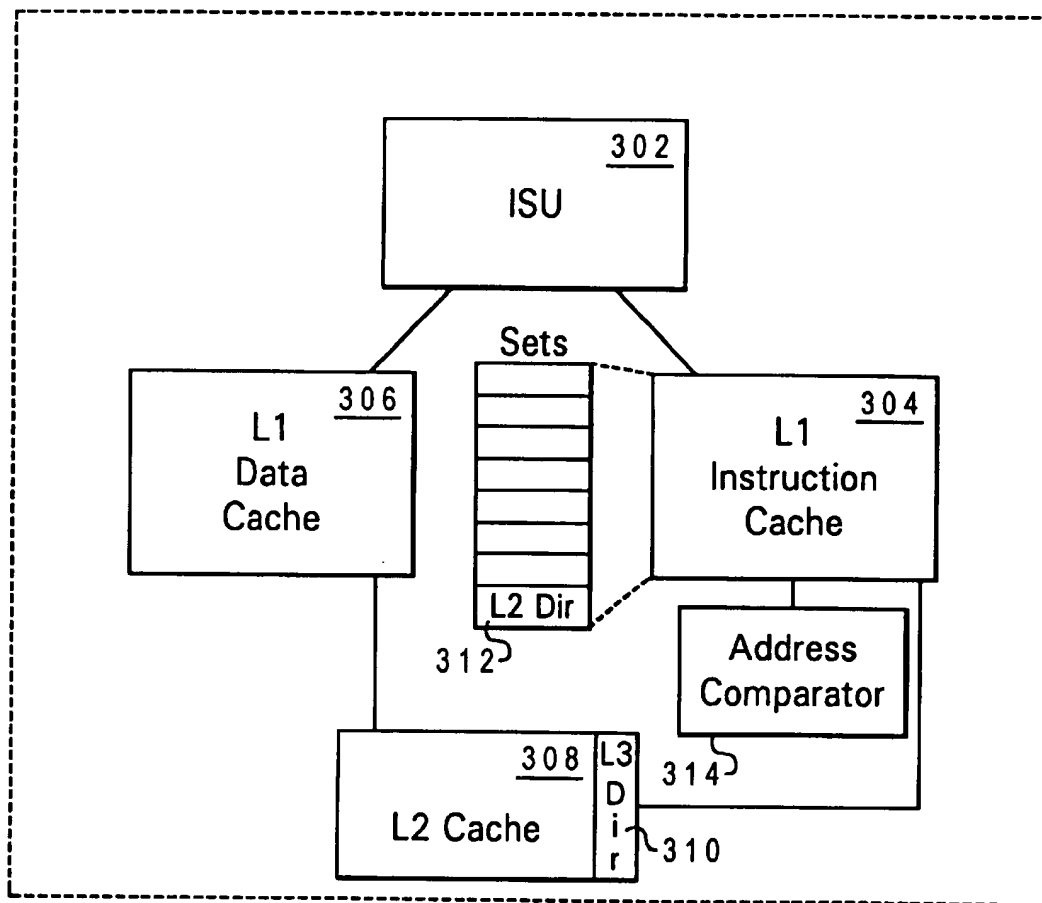 302
ISU
Sets
306
L1
Data
Cache
304
L1
Instruction
Cache
L2 Dir
312
Address
Comparator
314
308
L2 Cache
L3
D
i
r
310